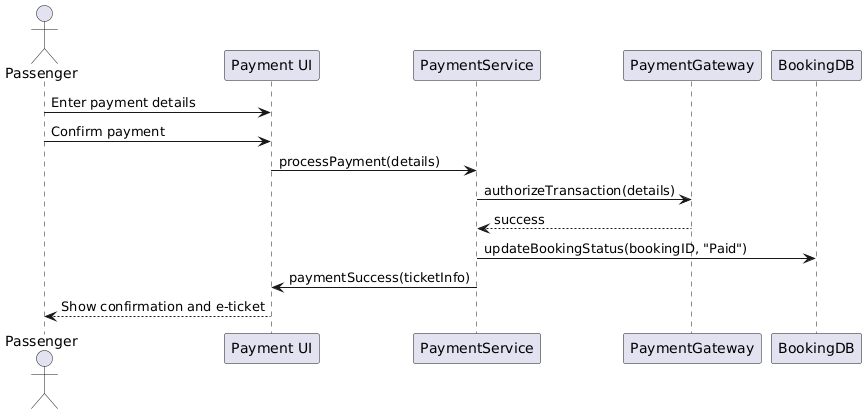 Passenger
Payment UI
PaymentService
PaymentGateway
BookingDB
Enter payment details
Confirm payment
processPayment(details)
authorizeTransaction(details)
success
updateBookingStatus(bookingID, "Paid")
paymentSuccess(ticketInfo)
Show confirmation and e-ticket
Passenger
Payment UI
PaymentService
PaymentGateway
BookingDB